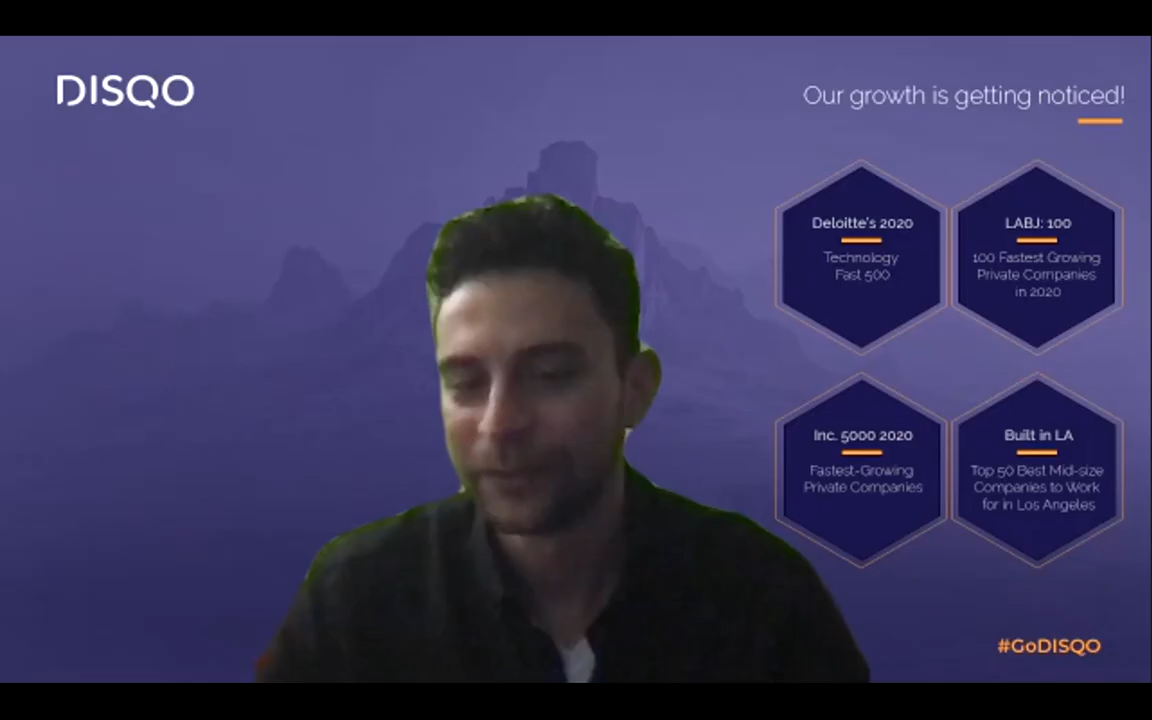 DISQO
Our growth is getting noticed!
Deloitte's 2020
Technology
Fast 500
LABJ: 100
100 Fastest Growing
Private Companies
in 2020
Inc. 5000 2020
Fastest-Growing
Private Companies
Built in LA
Top 50 Best Mid-size
Companies to Work
for in Los Angeles
#GoDISQO